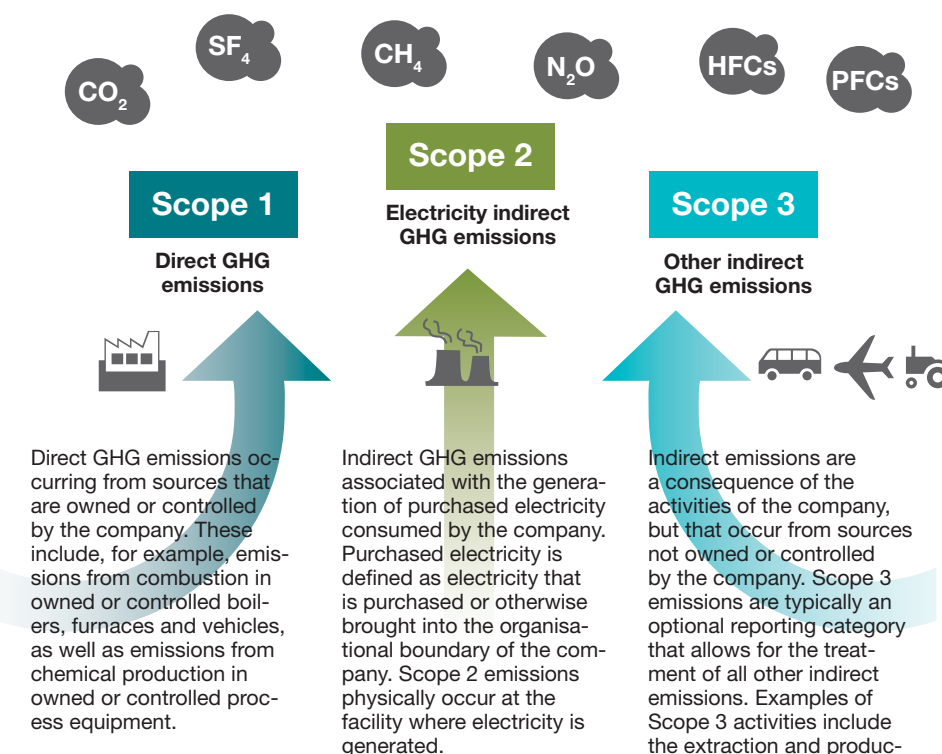 CO2
SF4
CH4
N2O
HFCs
PFCs
Scope 1
Direct GHG
emissions
Direct GHG emissions oc-
curring from sources that
are owned or controlled
by the company. These
include, for example, emis-
sions from combustion in
owned or controlled boil-
ers, furnaces and vehicles,
as well as emissions from
chemical production in
owned or controlled proc-
ess equipment.
Scope 2
Electricity indirect
GHG emissions
Indirect GHG emissions
associated with the genera-
tion of purchased electricity
consumed by the company.
Purchased electricity is
defined as electricity that
is purchased or otherwise
brought into the organisa-
tional boundary of the com-
pany. Scope 2 emissions
physically occur at the
facility where electricity is
generated.
Scope 3
Other indirect
GHG emissions
Indirect emissions are
a consequence of the
activities of the company,
but that occur from sources
not owned or controlled
by the company. Scope 3
emissions are typically an
optional reporting category
that allows for the treat-
ment of all other indirect
emissions. Examples of
Scope 3 activities include
the extraction and produc-